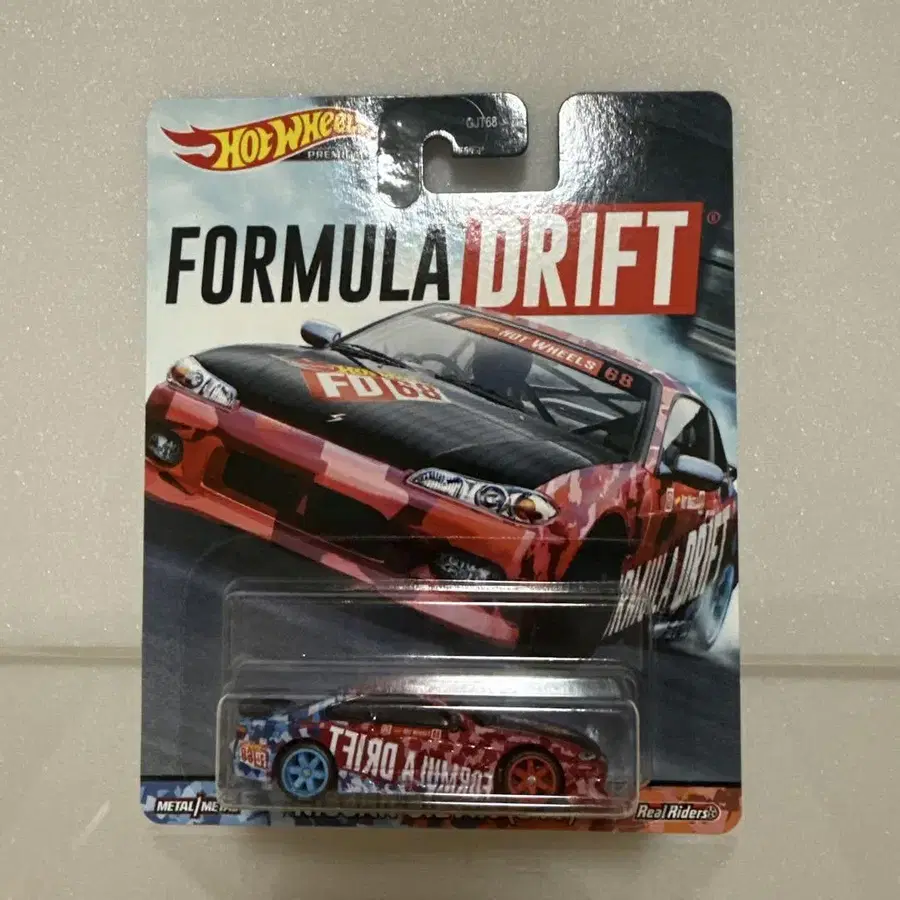 HOT WHEELS
PREMIUM
GJT68
FORMULA DRIFT®
HOT WHEELS 68
FD 68
FORMULA DRIFT
FORMULA DRIFT
METAL/METAL
Real Riders